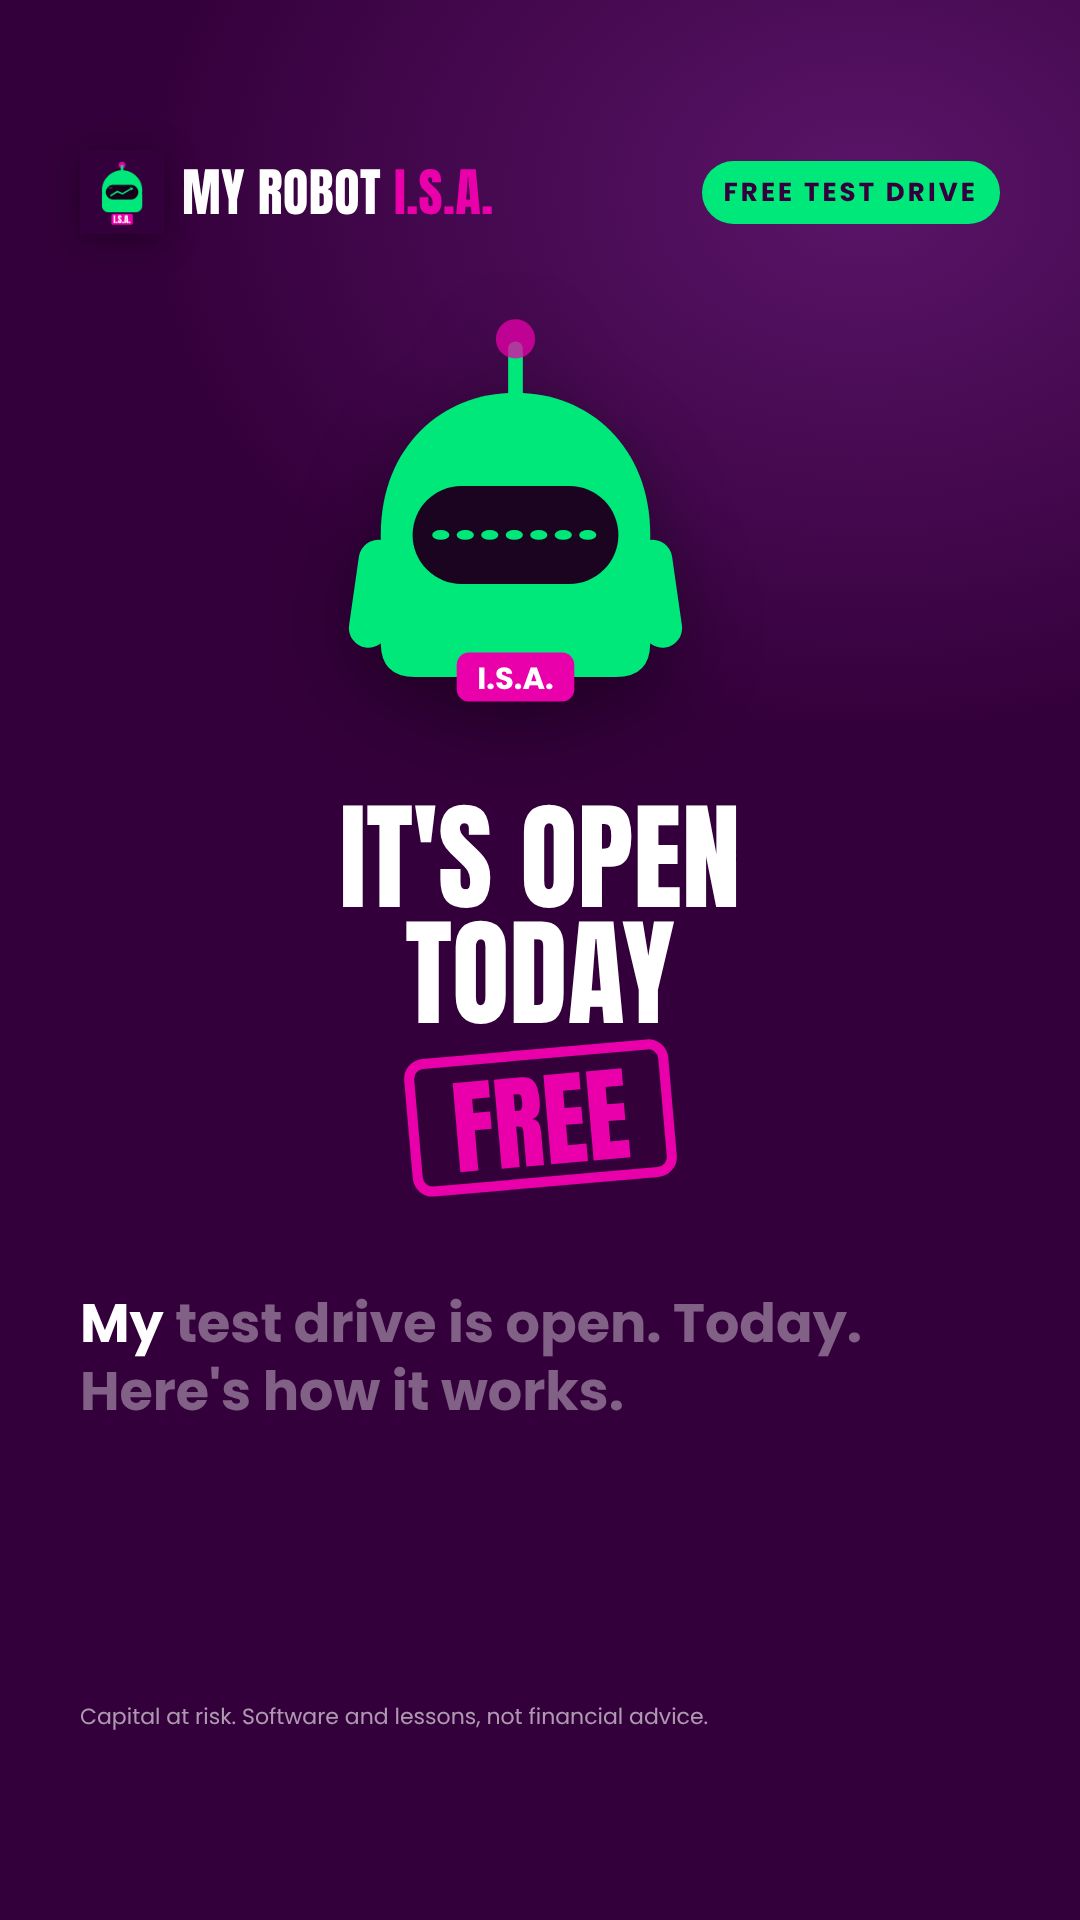 I.S.A.
MY ROBOT I.S.A.
FREE TEST DRIVE
I.S.A.
IT'S OPEN
TODAY
FREE
My test drive is open. Today.
Here's how it works.
Capital at risk. Software and lessons, not financial advice.